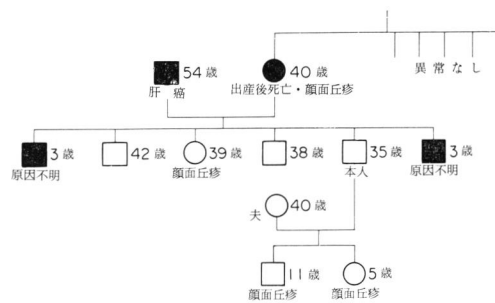 異常なし
54歳
肝癌
40歳
出産後死亡・顔面丘疹
3歳
原因不明
42歳
39歳
顔面丘疹
38歳
35歳
本人
3歳
原因不明
夫
40歳
11歳
顔面丘疹
5歳
顔面丘疹